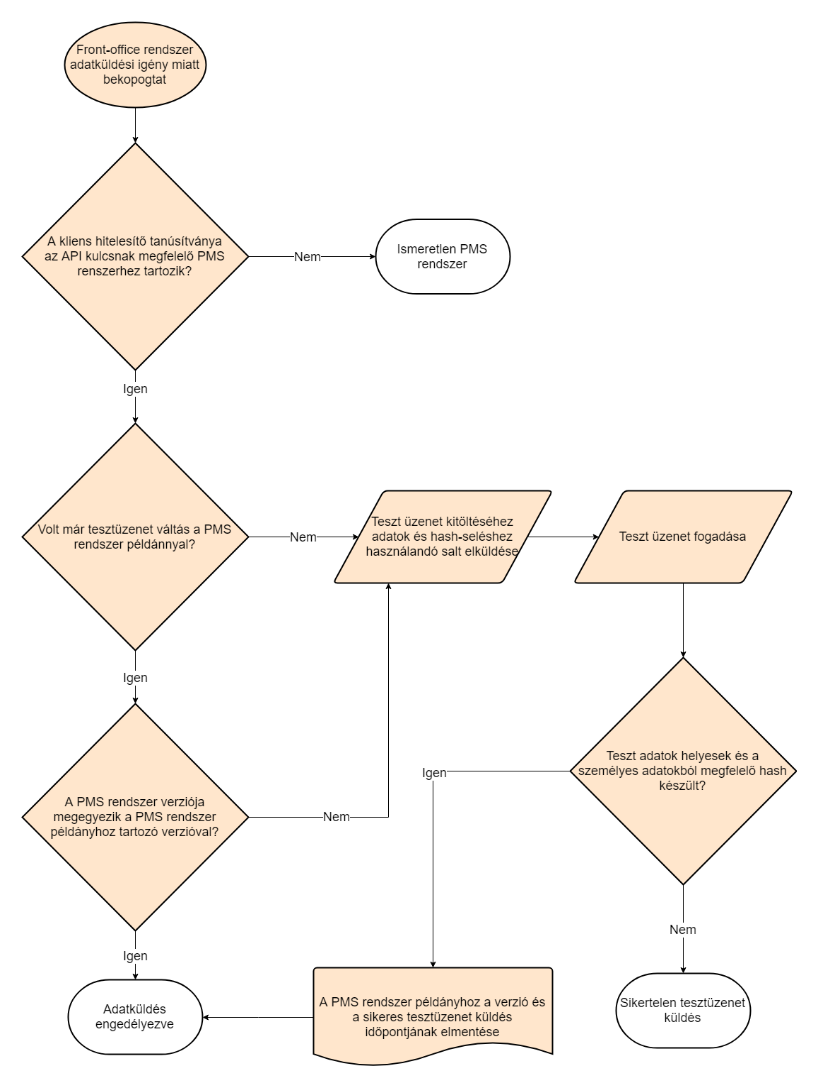 Front-office rendszer
adatküldési igény miatt
bekopogtat
A kliens hitelesítő tanúsítványa
az API kulcsnak megfelelő PMS
renszerhez tartozik?
Nem
Ismeretlen PMS
rendszer
Igen
Volt már tesztüzenet váltás a PMS
rendszer példánnyal?
Nem
Teszt üzenet kitöltéséhez
adatok és hash-seléshez
használandó salt elküldése
Teszt üzenet fogadása
Igen
A PMS rendszer verziója
megegyezik a PMS rendszer
példányhoz tartozó verzióval?
Nem
Igen
Teszt adatok helyesek és a
személyes adatokból megfelelő hash
készült?
Nem
Igen
Adatküldés
engedélyezve
A PMS rendszer példányhoz a verzió és
a sikeres tesztüzenet küldés
időpontjának elmentése
Sikertelen tesztüzenet
küldés